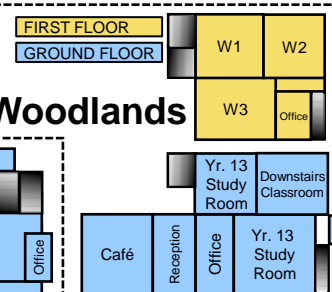 FIRST FLOOR
GROUND FLOOR
W1
W2
Woodlands
W3
Office
Yr. 13
Study
Room
Downstairs
Classroom
Office
Café
Reception
Office
Yr. 13
Study
Room